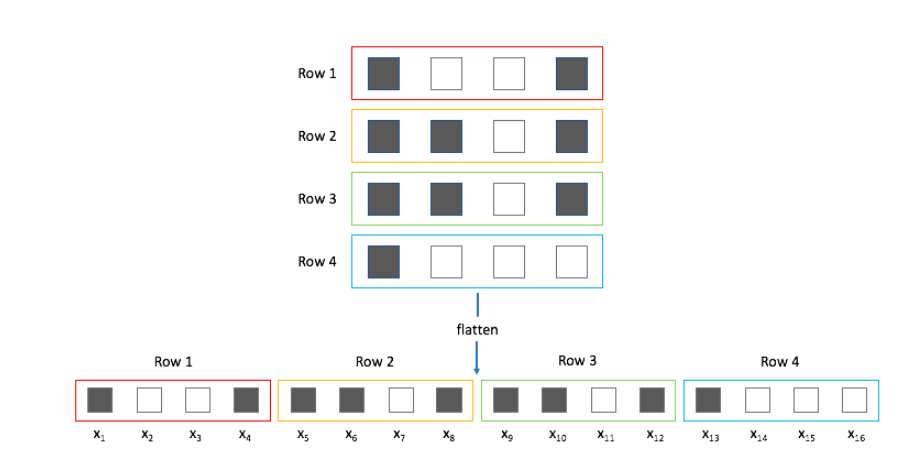 Row 1
Row 2
Row 3
Row 4
flatten
Row 1 Row 2 Row 3 Row 4
x₁ x₂ x₃ x₄ x₅ x₆ x₇ x₈ x₉ x₁₀ x₁₁ x₁₂ x₁₃ x₁₄ x₁₅ x₁₆